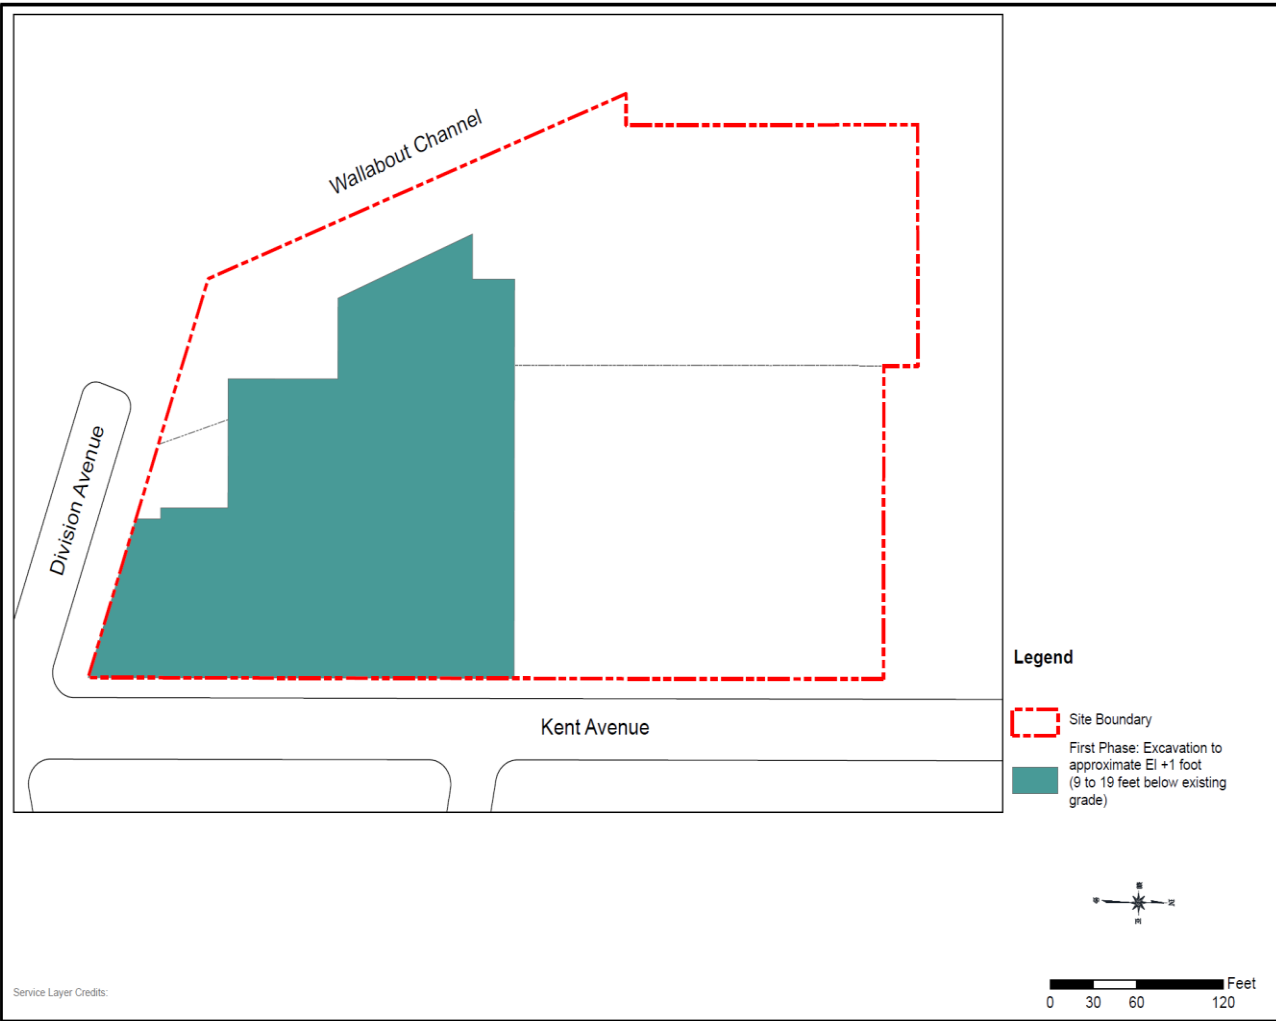 Wallabout Channel
Division Avenue
Kent Avenue
Legend
Site Boundary
First Phase: Excavation to
approximate El +1 foot
(9 to 19 feet below existing
grade)
Feet
0 30 60 120
Service Layer Credits: